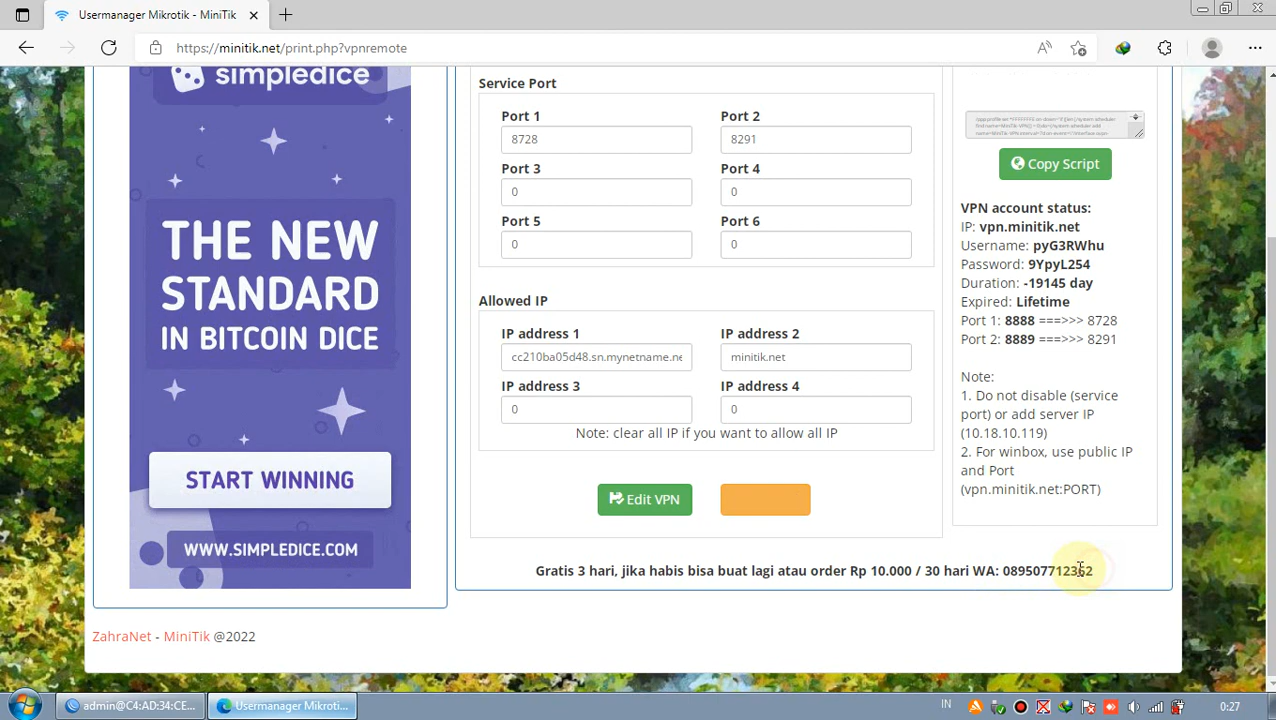 Usermanager Mikrotik - MiniTik
https://minitik.net/print.php?vpnremote
simpledice
THE NEW
STANDARD
IN BITCOIN DICE
START WINNING
WWW.SIMPLEDICE.COM
Service Port
Port 1
Port 2
8728
8291
Port 3
Port 4
0
0
Port 5
Port 6
0
0
Allowed IP
IP address 1
IP address 2
cc210ba05d48.sn.mynetname.ne
minitik.net
IP address 3
IP address 4
0
0
Note: clear all IP if you want to allow all IP
Edit VPN
Copy Script
VPN account status:
IP: vpn.minitik.net
Username: pyG3RWhu
Password: 9YpyL254
Duration: -19145 day
Expired: Lifetime
Port 1: 8888 ===>>> 8728
Port 2: 8889 ===>>> 8291
Note:
1. Do not disable (service
port) or add server IP
(10.18.10.119)
2. For winbox, use public IP
and Port
(vpn.minitik.net:PORT)
Gratis 3 hari, jika habis bisa buat lagi atau order Rp 10.000 / 30 hari WA: 089507712362
ZahraNet - MiniTik @2022
admin@C4:AD:34:CE...
Usermanager Mikroti...
IN
0:27